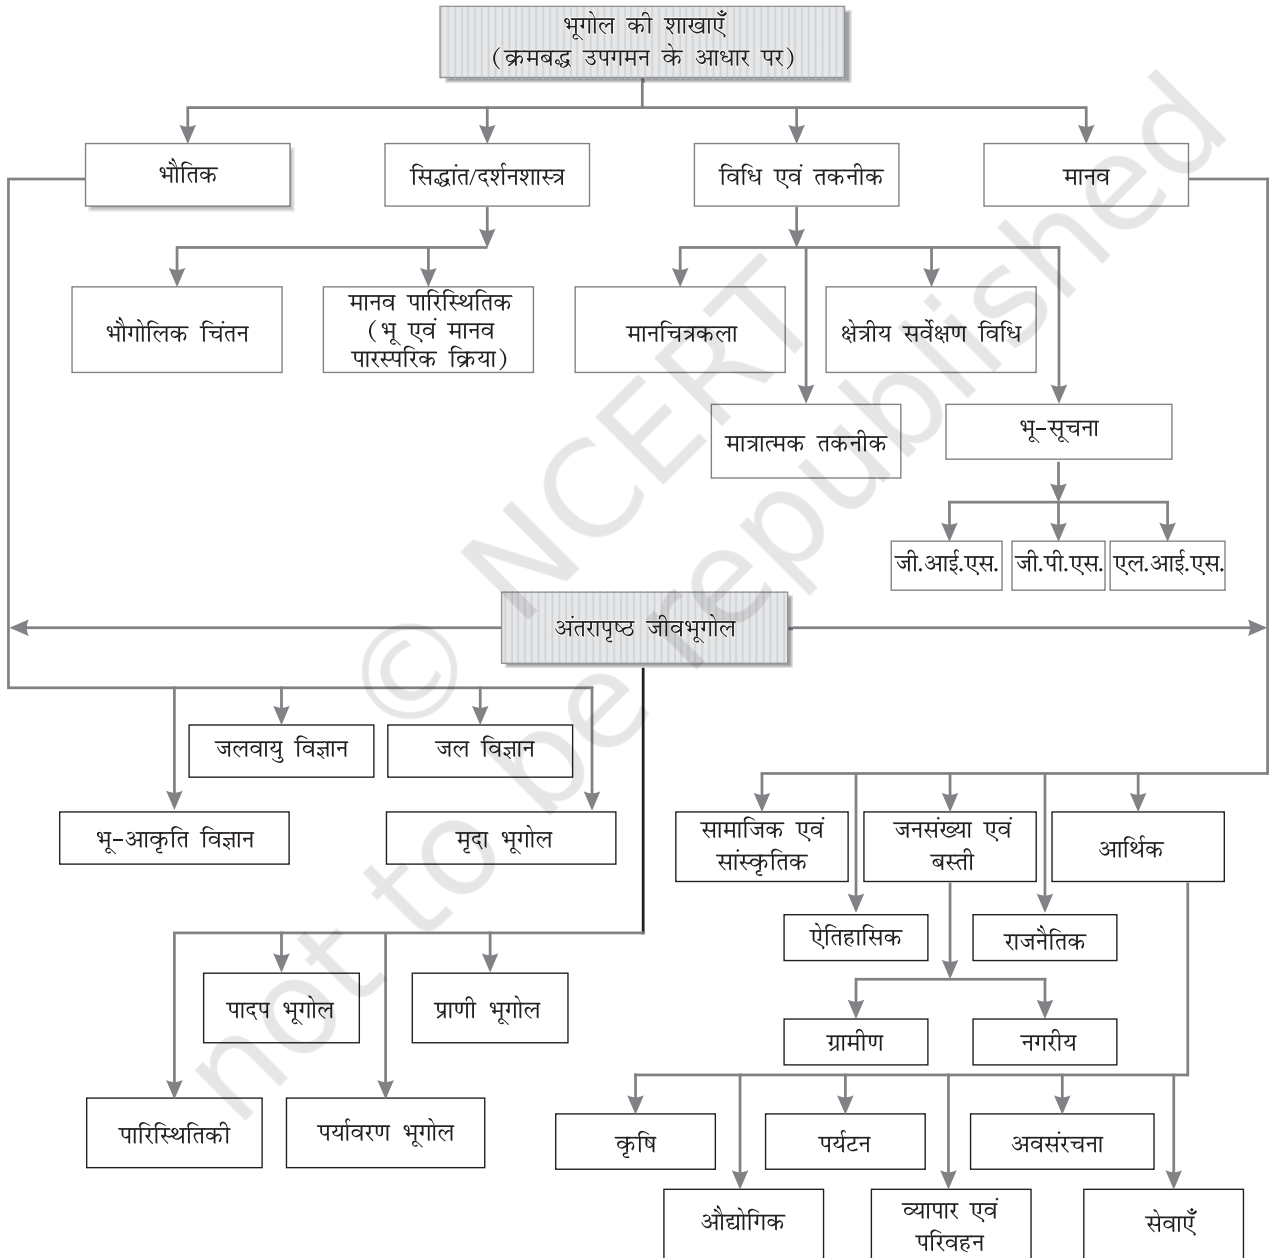 भूगोल की शाखाएँ
(क्रमबद्ध उपगमन के आधार पर)
भौतिक
सिद्धांत/दर्शनशास्त्र
विधि एवं तकनीक
मानव
भौगोलिक चिंतन
मानव पारिस्थितिक
(भू एवं मानव
पारस्परिक क्रिया)
मानचित्रकला
क्षेत्रीय सर्वेक्षण विधि
मात्रात्मक तकनीक
भू-सूचना
जी.आई.एस.
जी.पी.एस.
एल.आई.एस.
अंतरापृष्ठ जीवभूगोल
जलवायु विज्ञान
जल विज्ञान
भू-आकृति विज्ञान
मृदा भूगोल
सामाजिक एवं
सांस्कृतिक
जनसंख्या एवं
बस्ती
आर्थिक
ऐतिहासिक
राजनैतिक
पादप भूगोल
प्राणी भूगोल
ग्रामीण
नगरीय
पारिस्थितिकी
पर्यावरण भूगोल
कृषि
पर्यटन
अवसंरचना
औद्योगिक
व्यापार एवं
परिवहन
सेवाएँ
© NCERT
not to be republished